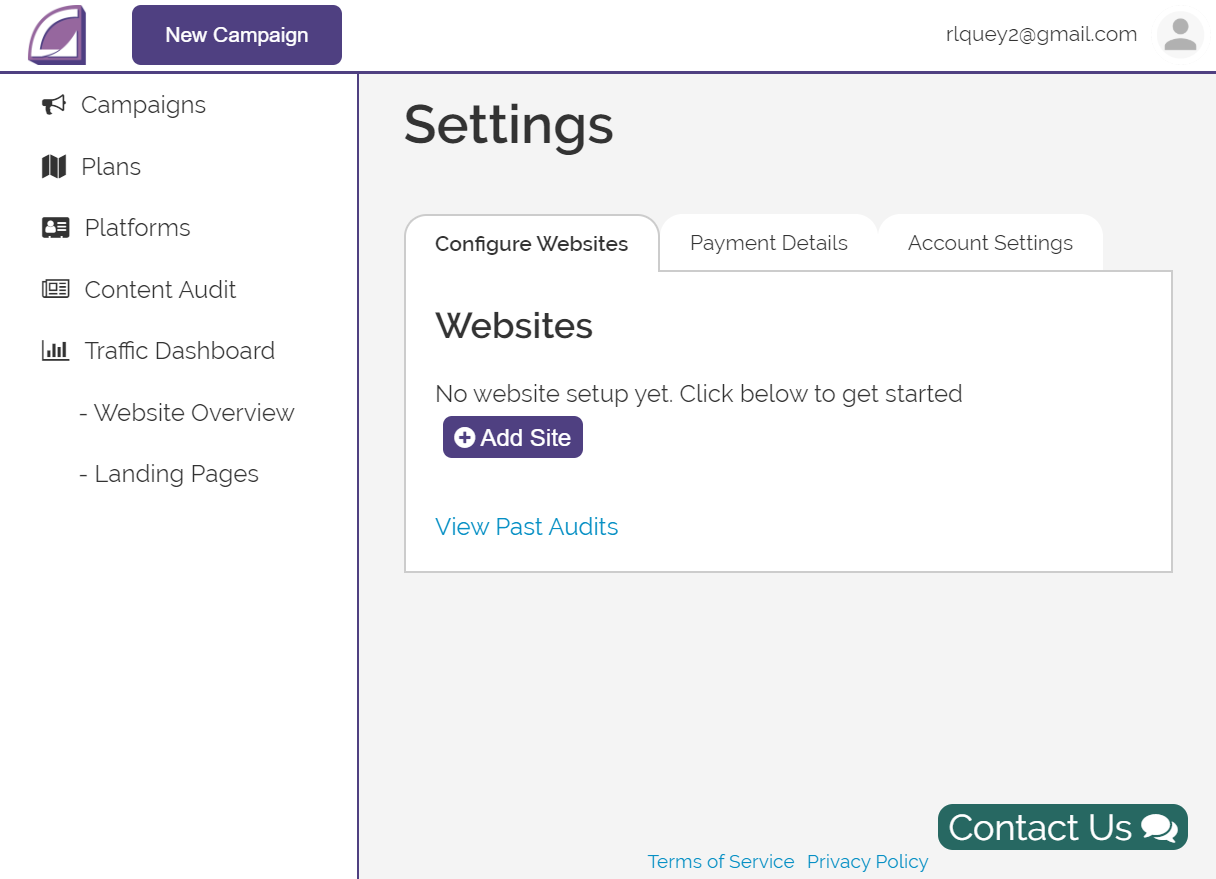 New Campaign
rlquey2@gmail.com
Campaigns
Plans
Platforms
Content Audit
Traffic Dashboard
- Website Overview
- Landing Pages
Settings
Configure Websites
Payment Details
Account Settings
Websites
No website setup yet. Click below to get started
Add Site
View Past Audits
Contact Us
Terms of Service
Privacy Policy